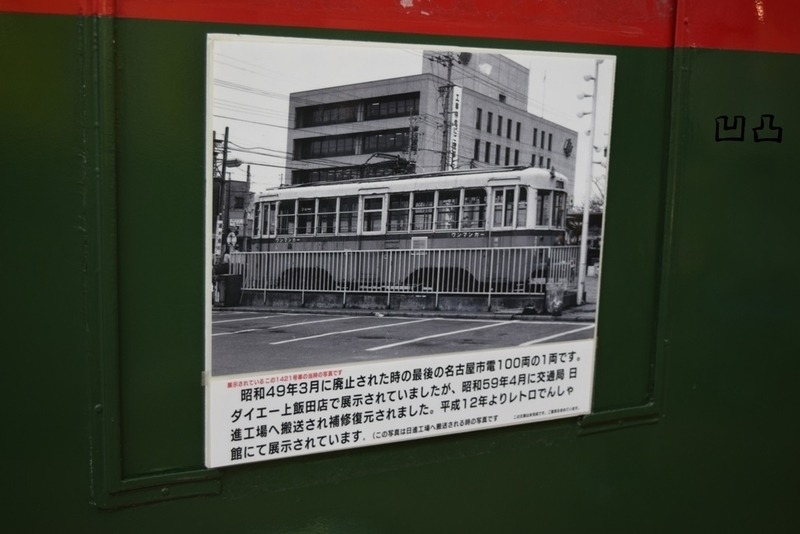 凹凸
ワンマンカー
ワンマンカー
展示されているこの1421号車の当時の写真です
昭和49年3月に廃止された時の最後の名古屋市電100両の1両です。
ダイエー上飯田店で展示されていましたが、昭和59年4月に交通局 日
進工場へ搬送され補修復元されました。平成12年よりレトロでんしゃ
館にて展示されています。（この写真は日進工場へ搬送される時の写真です